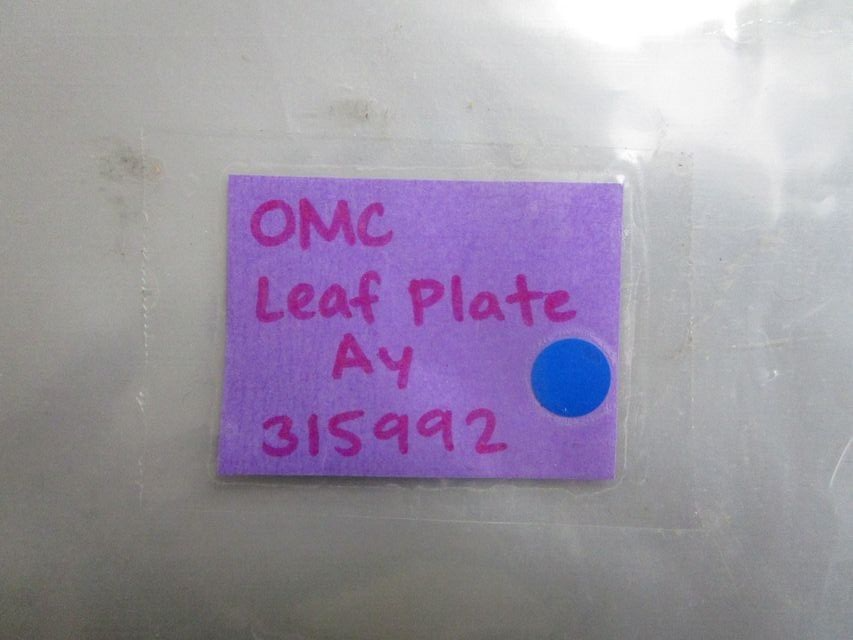 OMC
Leaf Plate
Ay
315992